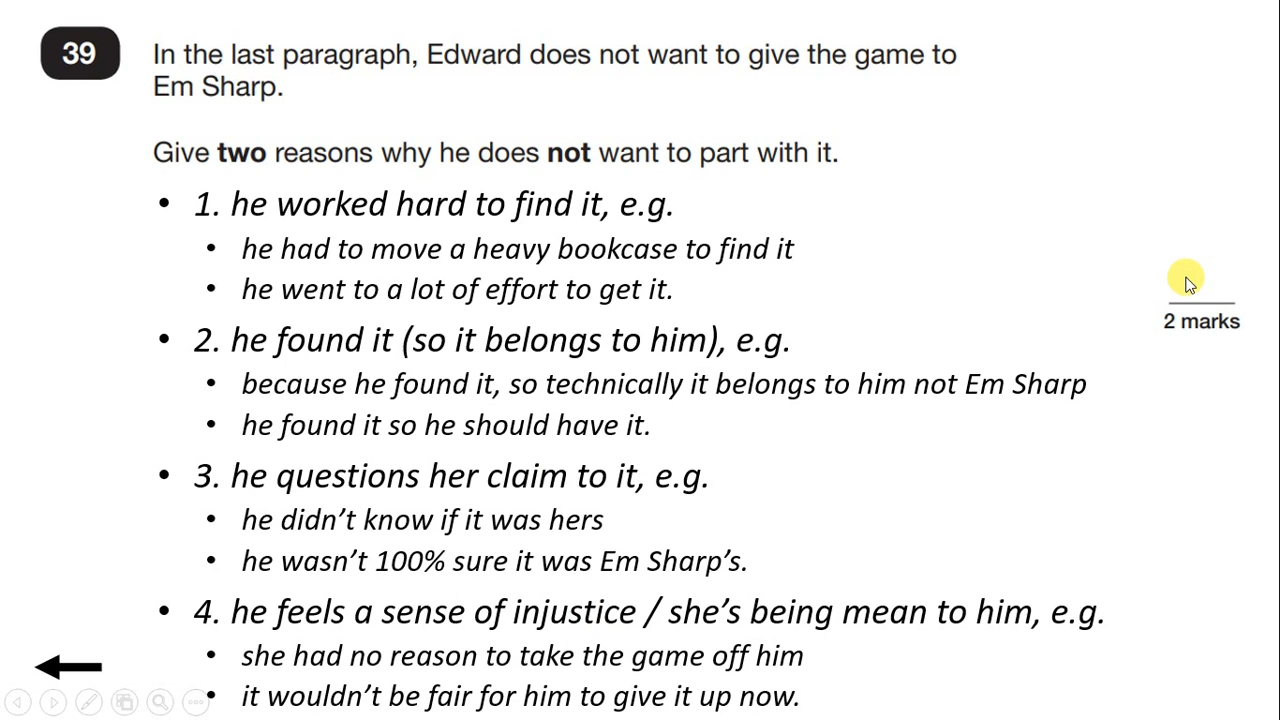 39
In the last paragraph, Edward does not want to give the game to
Em Sharp.
Give two reasons why he does not want to part with it.
• 1. he worked hard to find it, e.g.
• he had to move a heavy bookcase to find it
• he went to a lot of effort to get it.
2 marks
• 2. he found it (so it belongs to him), e.g.
• because he found it, so technically it belongs to him not Em Sharp
• he found it so he should have it.
• 3. he questions her claim to it, e.g.
• he didn’t know if it was hers
• he wasn’t 100% sure it was Em Sharp’s.
• 4. he feels a sense of injustice / she’s being mean to him, e.g.
• she had no reason to take the game off him
• it wouldn’t be fair for him to give it up now.